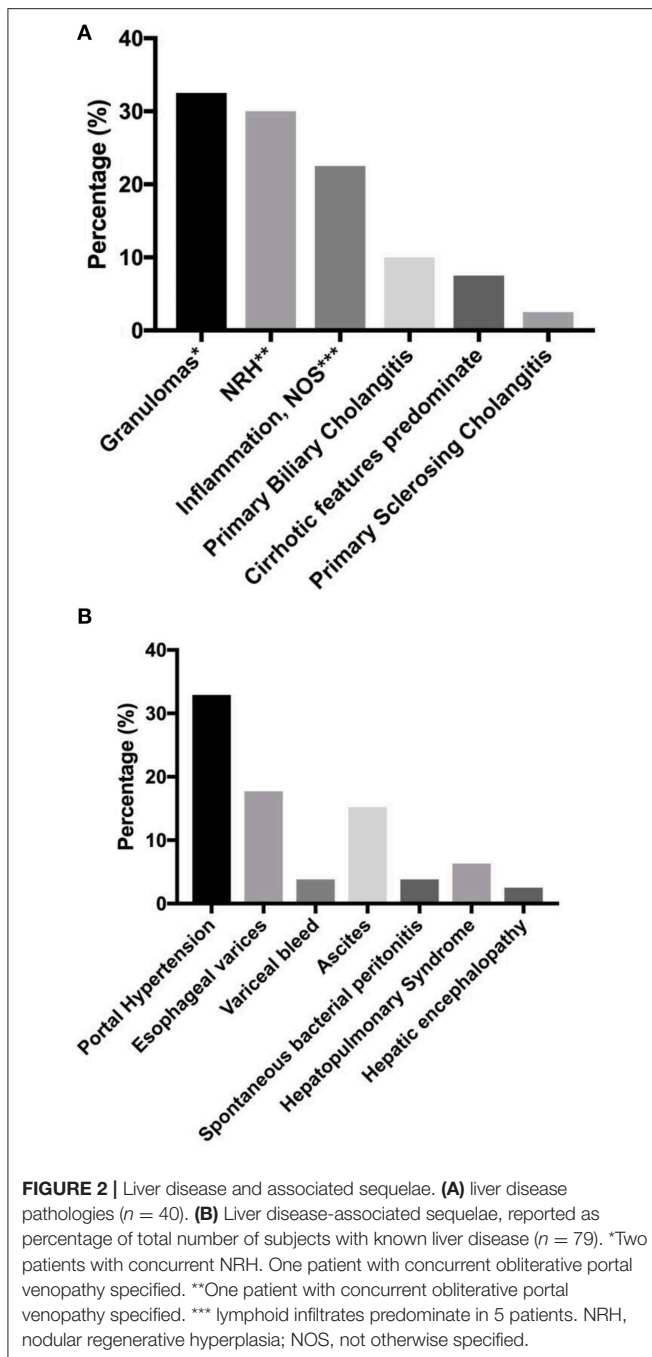 A
Percentage (%)
40
30
20
10
0
Granulomas*
NRH**
Inflammation, NOS***
Primary Biliary Cholangitis
Cirrhotic features predominate
Primary Sclerosing Cholangitis
B
Percentage (%)
40
30
20
10
0
Portal Hypertension
Esophageal varices
Variceal bleed
Ascites
Spontaneous bacterial peritonitis
Hepatopulmonary Syndrome
Hepatic encephalopathy
FIGURE 2 | Liver disease and associated sequelae. (A) liver disease
pathologies (n = 40). (B) Liver disease-associated sequelae, reported as
percentage of total number of subjects with known liver disease (n = 79). *Two
patients with concurrent NRH. One patient with concurrent obliterative portal
venopathy specified. **One patient with concurrent obliterative portal
venopathy specified. *** lymphoid infiltrates predominate in 5 patients. NRH,
nodular regenerative hyperplasia; NOS, not otherwise specified.